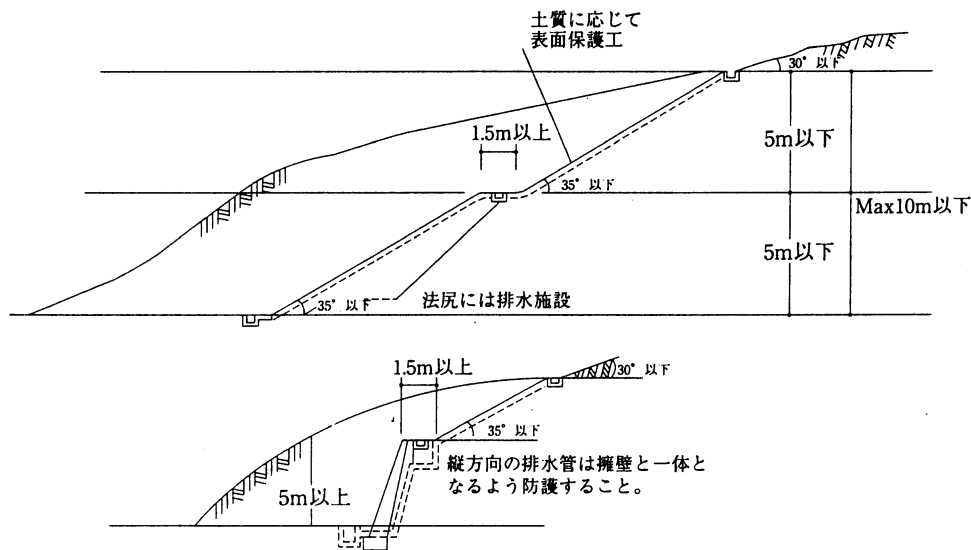 土質に応じて
表面保護工
30° 以下
1.5m以上
5m以下
35° 以下
Max10m以下
5m以下
35° 以下
法尻には排水施設
1.5m以上
30° 以下
35° 以下
縦方向の排水管は擁壁と一体と
なるよう防護すること。
5m以上